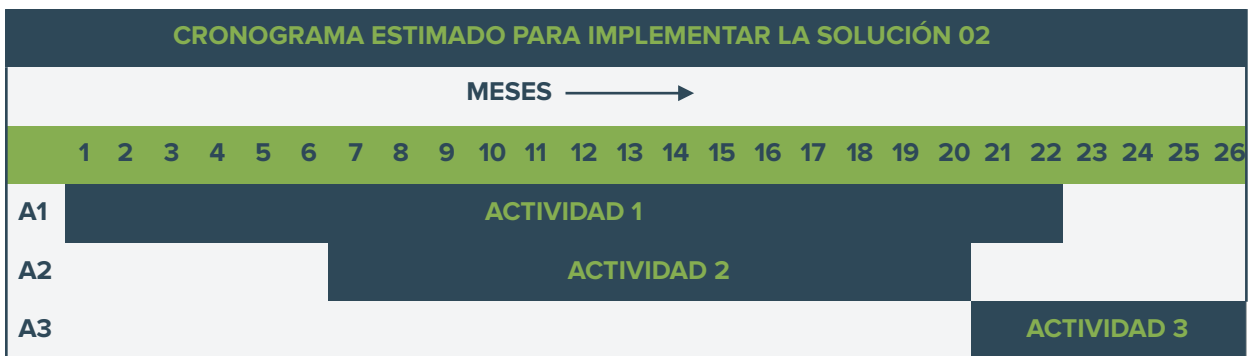 CRONOGRAMA ESTIMADO PARA IMPLEMENTAR LA SOLUCIÓN 02
MESES
1 2 3 4 5 6 7 8 9 10 11 12 13 14 15 16 17 18 19 20 21 22 23 24 25 26
A1 ACTIVIDAD 1
A2 ACTIVIDAD 2
A3 ACTIVIDAD 3